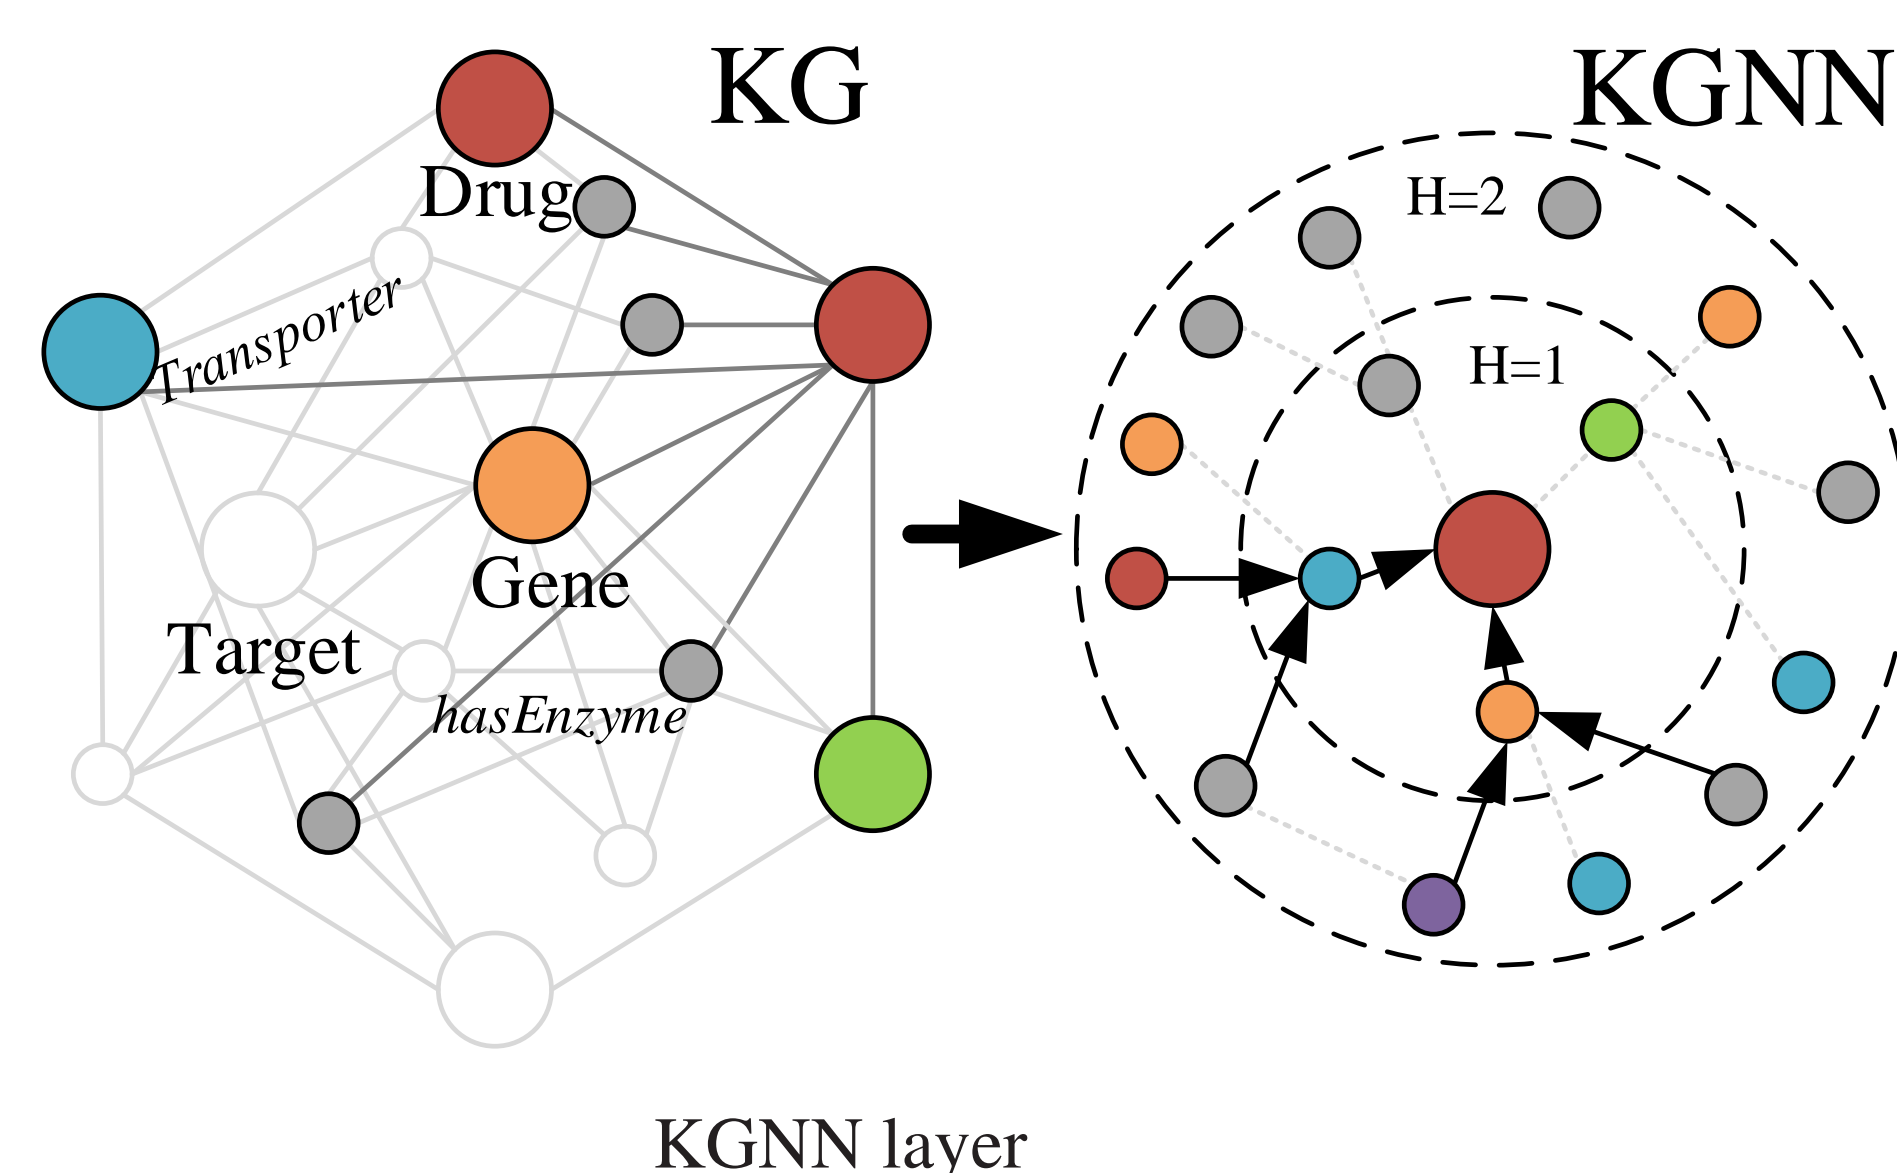 KG
KGNN
Drug
H=2
Transporter
H=1
Gene
Target
hasEnzyme
KGNN layer